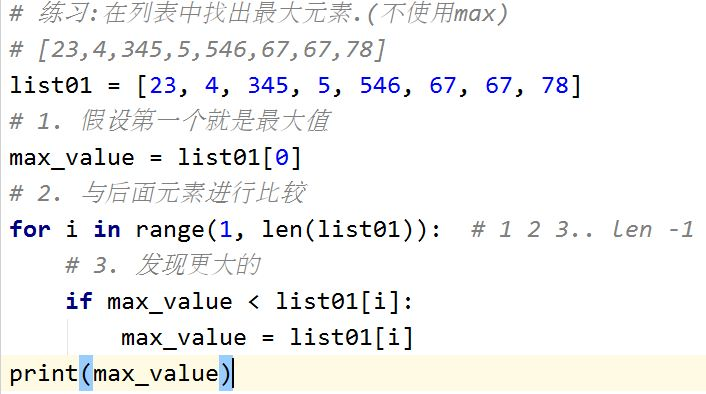 # 练习:在列表中找出最大元素.(不使用max)
# [23,4,345,5,546,67,67,78]
list01 = [23, 4, 345, 5, 546, 67, 67, 78]
# 1. 假设第一个就是最大值
max_value = list01[0]
# 2. 与后面元素进行比较
for i in range(1, len(list01)):  # 1 2 3.. len -1
    # 3. 发现更大的
    if max_value < list01[i]:
        max_value = list01[i]
print(max_value)